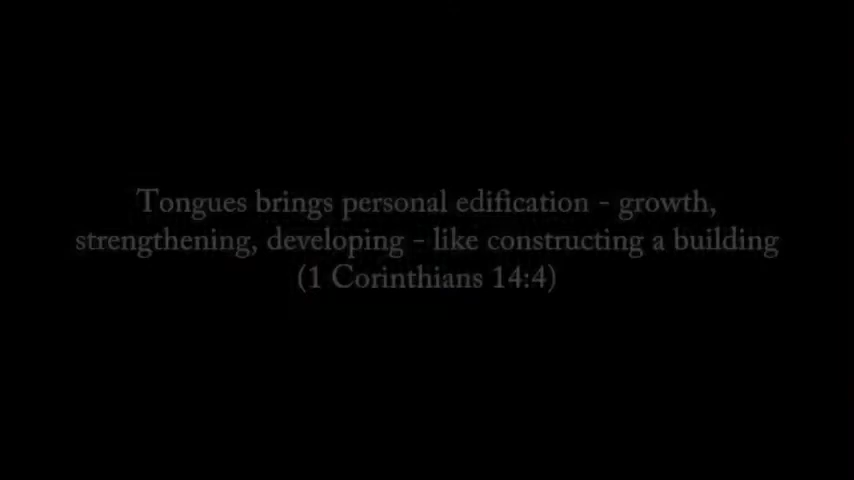 Tongues brings personal edification - growth,
strengthening, developing - like constructing a building
(1 Corinthians 14:4)